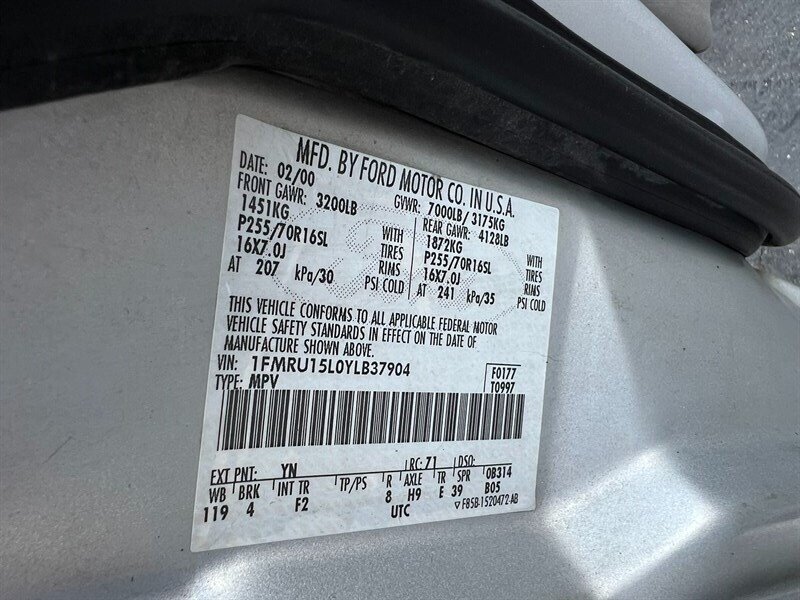 MFD. BY FORD MOTOR CO. IN U.S.A.
DATE: 02/00 GVWR: 7000LB/ 3175KG
FRONT GAWR: 3200LB REAR GAWR: 4128LB
1451KG WITH 1872KG WITH
P255/70R16SL TIRES P255/70R16SL TIRES
16X7.0J RIMS 16X7.0J RIMS
AT 207 kPa/30 PSI COLD AT 241 kPa/35 PSI COLD
THIS VEHICLE CONFORMS TO ALL APPLICABLE FEDERAL MOTOR
VEHICLE SAFETY STANDARDS IN EFFECT ON THE DATE OF
MANUFACTURE SHOWN ABOVE.
VIN: 1FMRU15L0YLB37904 F0177
TYPE: MPV T0997
EXT PNT: YN RC: 71 DSO:
WB BRK INT TR TP/PS R AXLE TR SPR 0B314
119 4 F2 8 H9 E 39 B05
UTC ▽F85B-1520472-AB